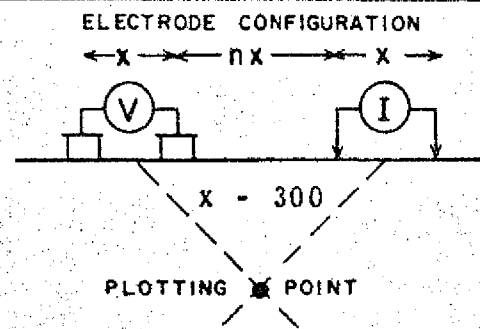 ELECTRODE CONFIGURATION
x nx x
V I
x - 300
PLOTTING POINT